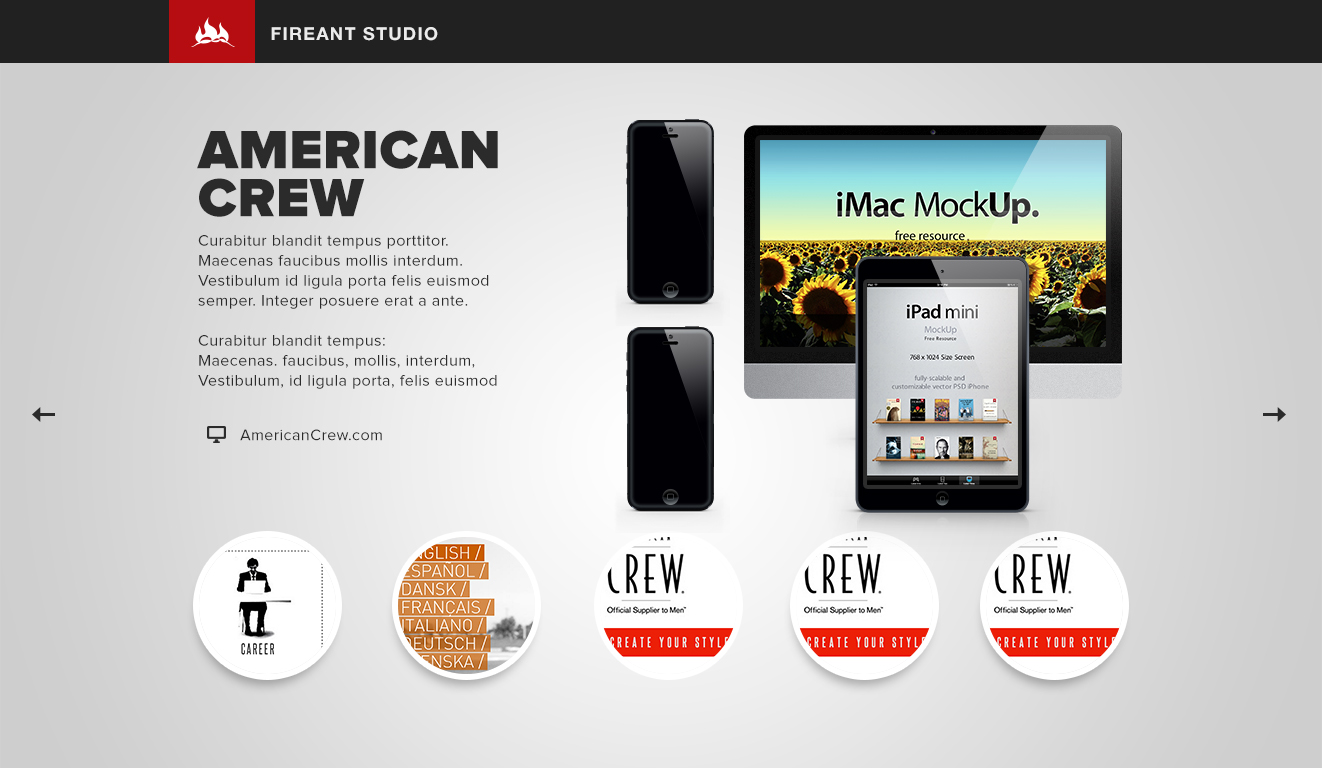 FIREANT STUDIO
AMERICAN
CREW
Curabitur blandit tempus porttitor.
Maecenas faucibus mollis interdum.
Vestibulum id ligula porta felis euismod
semper. Integer posuere erat a ante.
Curabitur blandit tempus:
Maecenas. faucibus, mollis, interdum,
Vestibulum, id ligula porta, felis euismod
AmericanCrew.com
iMac MockUp.
free resource
iPad mini
MockUp
Free Resource
768 x 1024 Size Screen
fully scalable and
customizable vector PSD iPhone
CAREER
GLISH /
ESPAÑOL /
DANSK /
FRANÇAIS /
ITALIANO /
DEUTSCH /
ENSKA /
CREW.
Official Supplier to Men™
CREATE YOUR STYLE
CREW.
Official Supplier to Men™
CREATE YOUR STYLE
CREW.
Official Supplier to Men™
CREATE YOUR STYLE